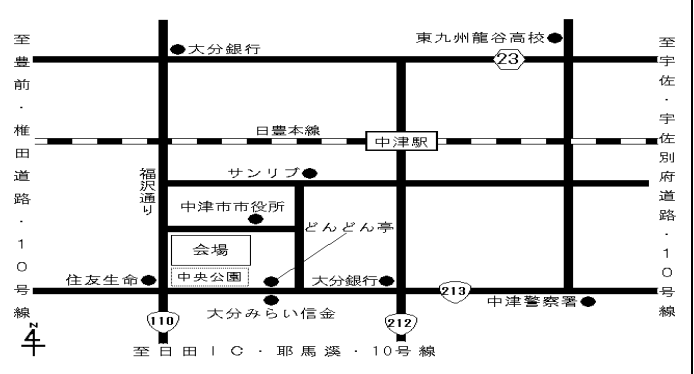 至豊前・椎田道路・10号線
大分銀行
東九州龍谷高校
23
至宇佐・宇佐別府道路・10号線
日豊本線
中津駅
福沢通り
サンリブ
中津市市役所
どんどん亭
会場
中央公園
住友生命
大分銀行
213
中津警察署
大分みらい信金
110
212
N
至日田IC・耶馬溪・10号線